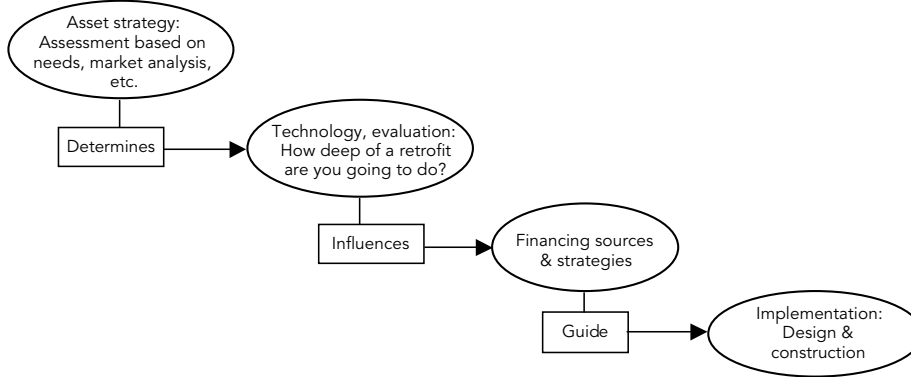 Asset strategy:
Assessment based on
needs, market analysis,
etc.
Determines
Technology, evaluation:
How deep of a retrofit
are you going to do?
Influences
Financing sources
& strategies
Guide
Implementation:
Design &
construction